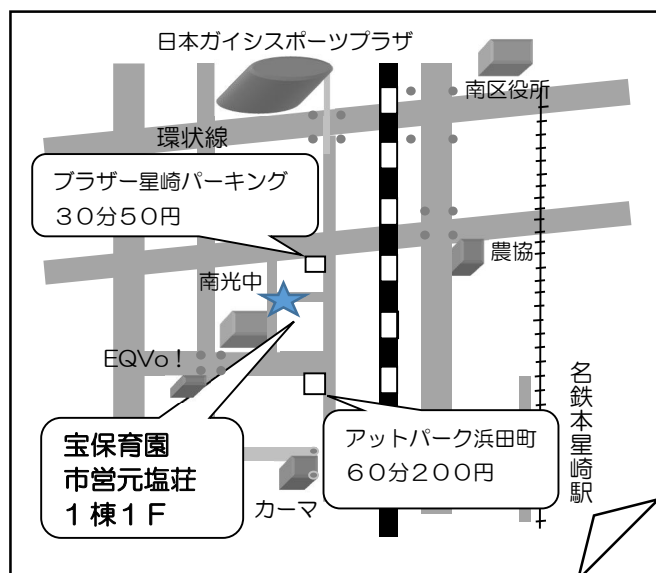 日本ガイシスポーツプラザ
南区役所
環状線
ブラザー星崎パーキング
30分50円
農協
南光中
EQVo!
名鉄本星崎駅
宝保育園
市営元塩荘
1棟1F
アットパーク浜田町
60分200円
カーマ